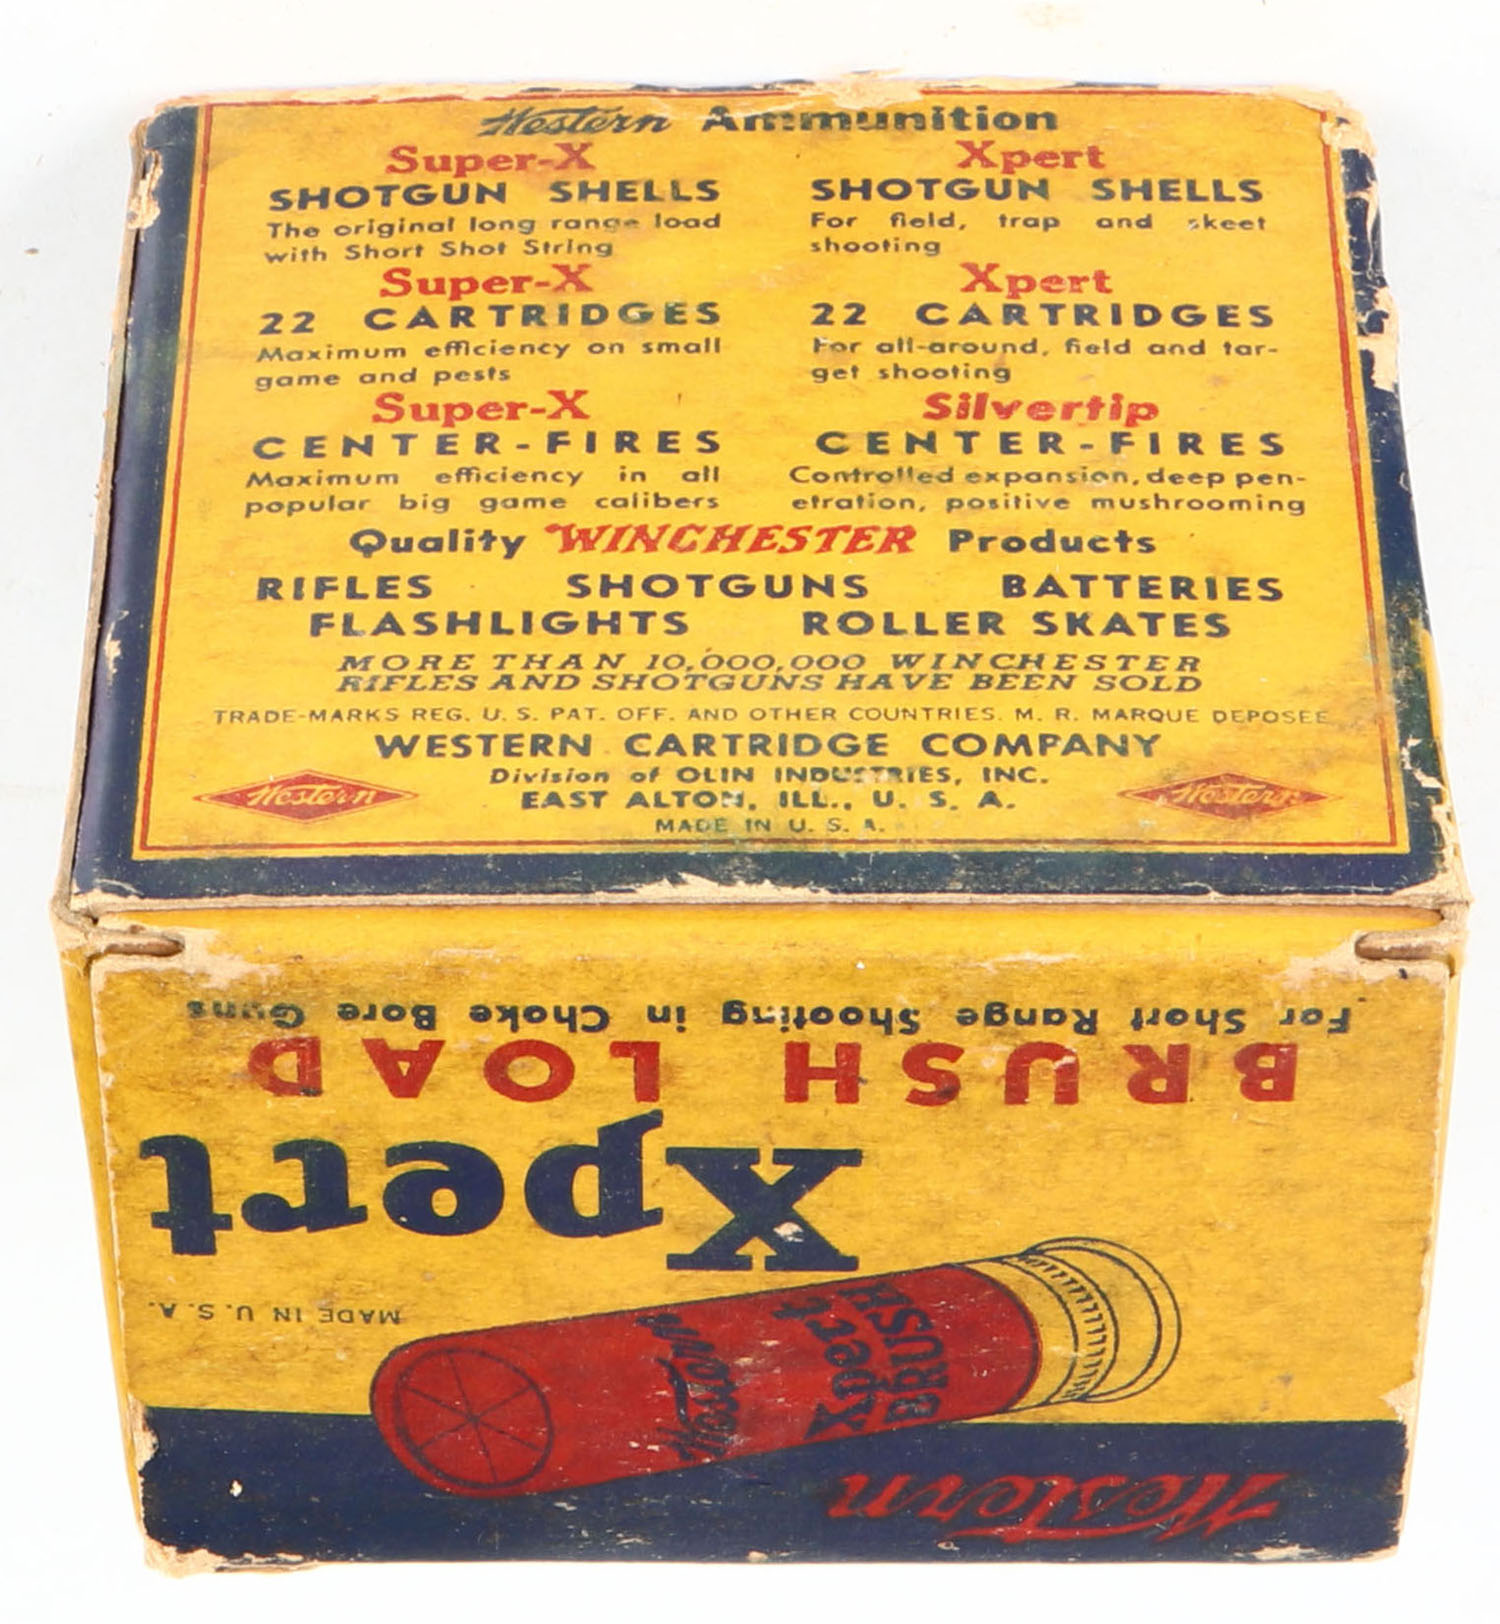 Western Ammunition
Super-X
SHOTGUN SHELLS
The original long range load
with Short Shot String
Super-X
22 CARTRIDGES
Maximum efficiency on small
game and pests
Super-X
CENTER-FIRES
Maximum efficiency in all
popular big game calibers
Xpert
SHOTGUN SHELLS
For field, trap and skeet
shooting
Xpert
22 CARTRIDGES
For all-around, field and tar-
get shooting
Silvertip
CENTER-FIRES
Controlled expansion, deep pen-
etration, positive mushrooming
Quality WINCHESTER Products
RIFLES SHOTGUNS BATTERIES
FLASHLIGHTS ROLLER SKATES
MORE THAN 10,000,000 WINCHESTER
RIFLES AND SHOTGUNS HAVE BEEN SOLD
TRADE-MARKS REG. U. S. PAT. OFF. AND OTHER COUNTRIES. M. R. MARQUE DEPOSEE
WESTERN CARTRIDGE COMPANY
Division of OLIN INDUSTRIES, INC.
EAST ALTON, ILL., U. S. A.
MADE IN U. S. A.
Western
Western
Western
Western
Xpert
BRUSH
MADE IN U.S.A.
Xpert
BRUSH LOAD
For Short Range Shooting in Choke Bore Guns